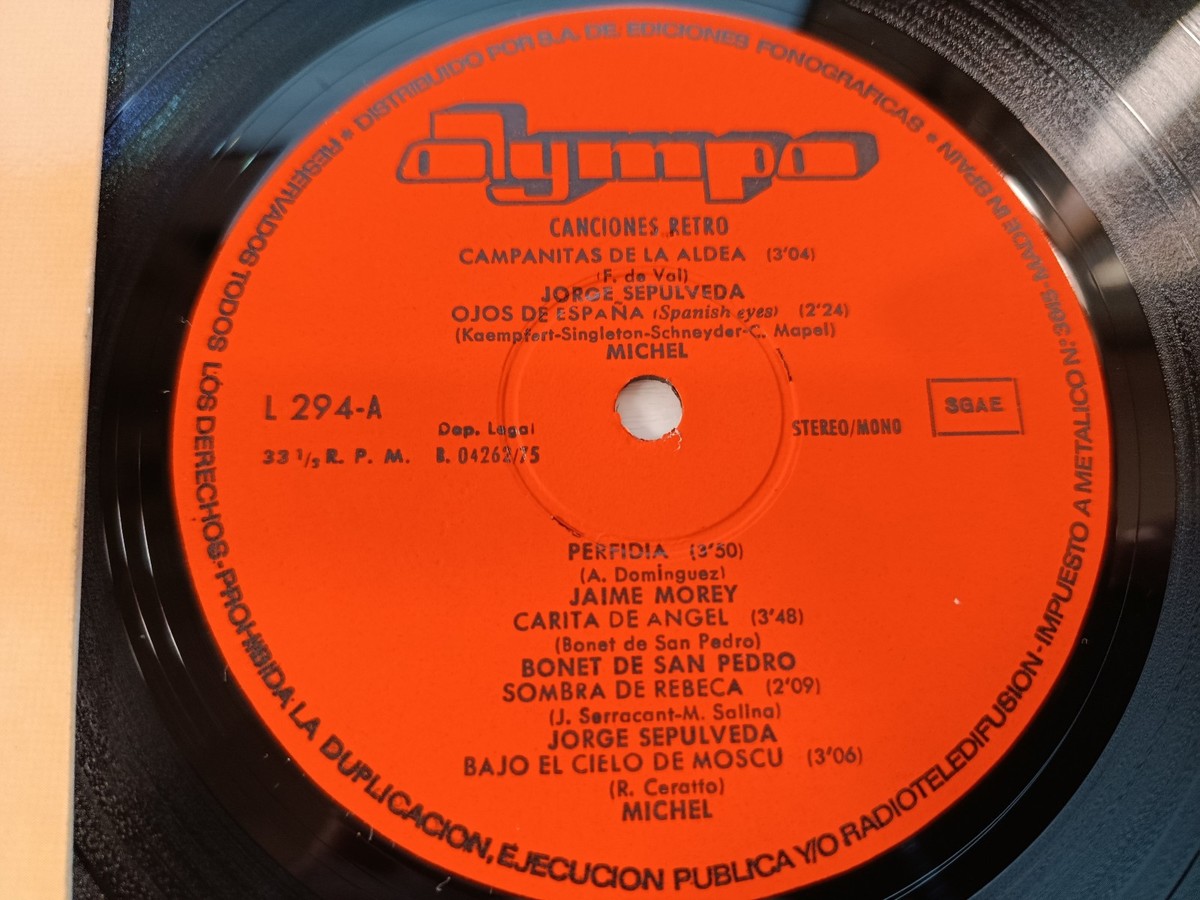 RESERVADOS TODOS LOS DERECHOS-PROHIBIDA LA DUPLICACION, EJECUCION PUBLICA Y/O RADIOTELEDIFUSION-IMPUESTO A METALICO Nº 3015-MADE IN SPAIN
• DISTRIBUIDO POR S.A. DE EDICIONES FONOGRAFICAS •
olympo
CANCIONES RETRO
CAMPANITAS DE LA ALDEA (3'04)
(F. de Val)
JORGE SEPULVEDA
OJOS DE ESPAÑA (Spanish eyes) (2'24)
(Kaempfert-Singleton-Schneyder-C. Mapel)
MICHEL
L 294-A
Dep. Legal
33 1/3 R. P. M. B. 04262/75
STEREO/MONO
SGAE
PERFIDIA (3'50)
(A. Dominguez)
JAIME MOREY
CARITA DE ANGEL (3'48)
(Bonet de San Pedro)
BONET DE SAN PEDRO
SOMBRA DE REBECA (2'09)
(J. Serracant-M. Salina)
JORGE SEPULVEDA
BAJO EL CIELO DE MOSCU (3'06)
(R. Ceratto)
MICHEL